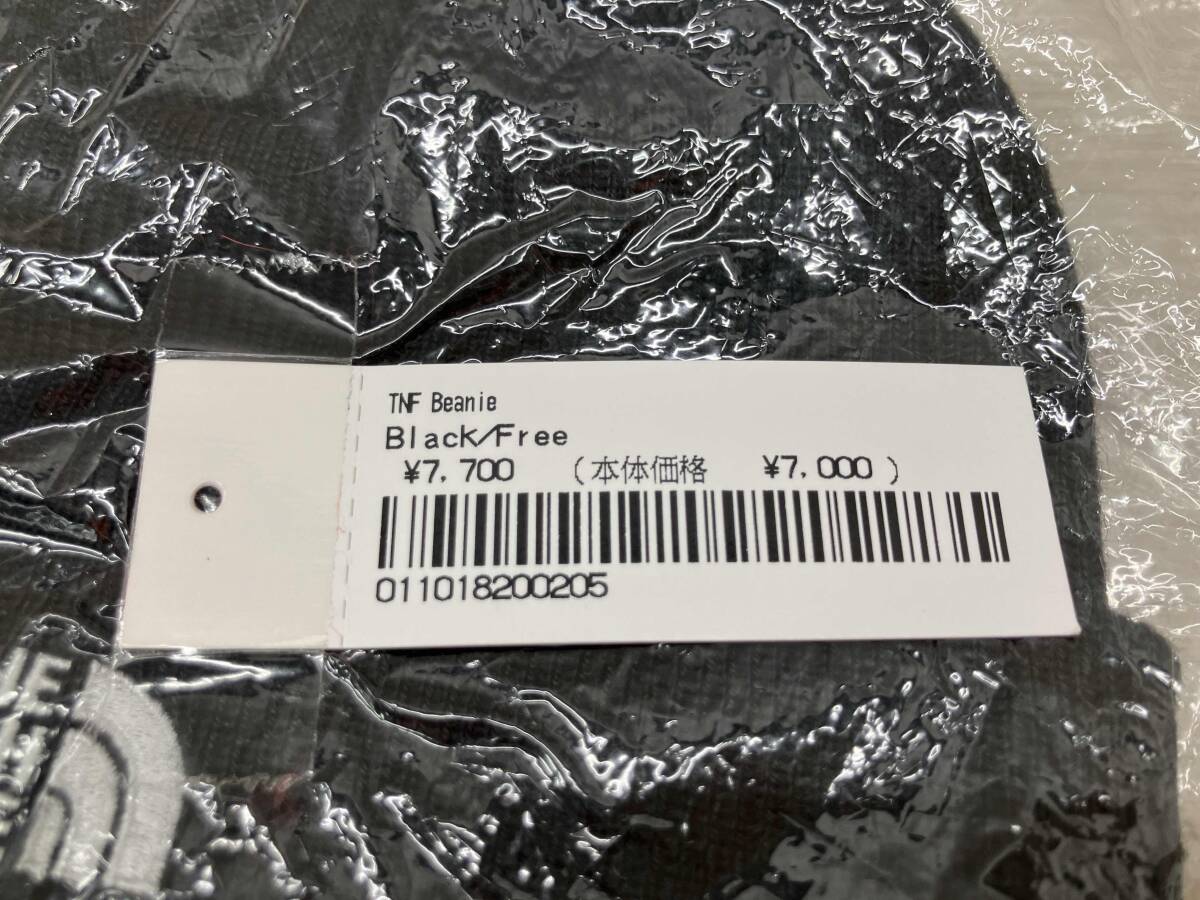 TNF Beanie
Black/Free
¥7,700 (本体価格 ¥7,000)
011018200205